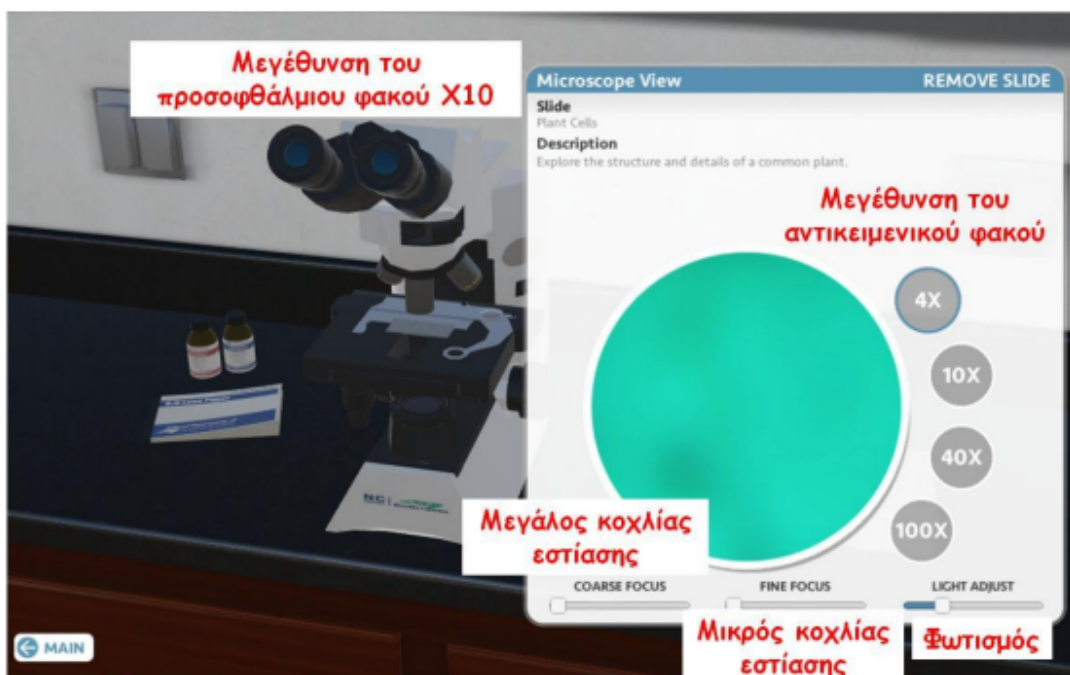 Μεγέθυνση του
προσοφθάλμιου φακού Χ10
Microscope View
REMOVE SLIDE
Slide
Plant Cells
Description
Explore the structure and details of a common plant.
Μεγέθυνση του
αντικειμενικού φακού
4X
10X
40X
100X
NC
Μεγάλος κοχλίας
εστίασης
COARSE FOCUS
FINE FOCUS
LIGHT ADJUST
Μικρός κοχλίας
εστίασης
Φωτισμός
MAIN